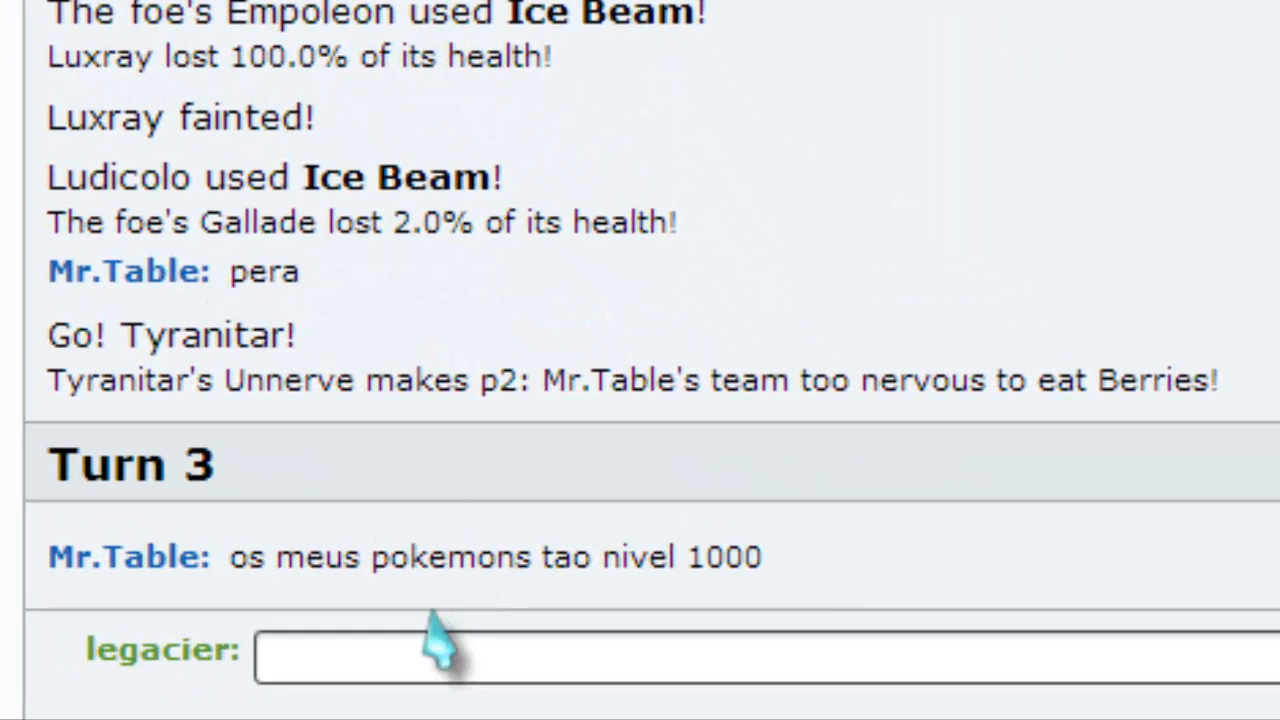 The foe's Empoleon used Ice Beam!
Luxray lost 100.0% of its health!
Luxray fainted!
Ludicolo used Ice Beam!
The foe's Gallade lost 2.0% of its health!
Mr.Table: pera
Go! Tyranitar!
Tyranitar's Unnerve makes p2: Mr.Table's team too nervous to eat Berries!
Turn 3
Mr.Table: os meus pokemons tao nivel 1000
legacier: